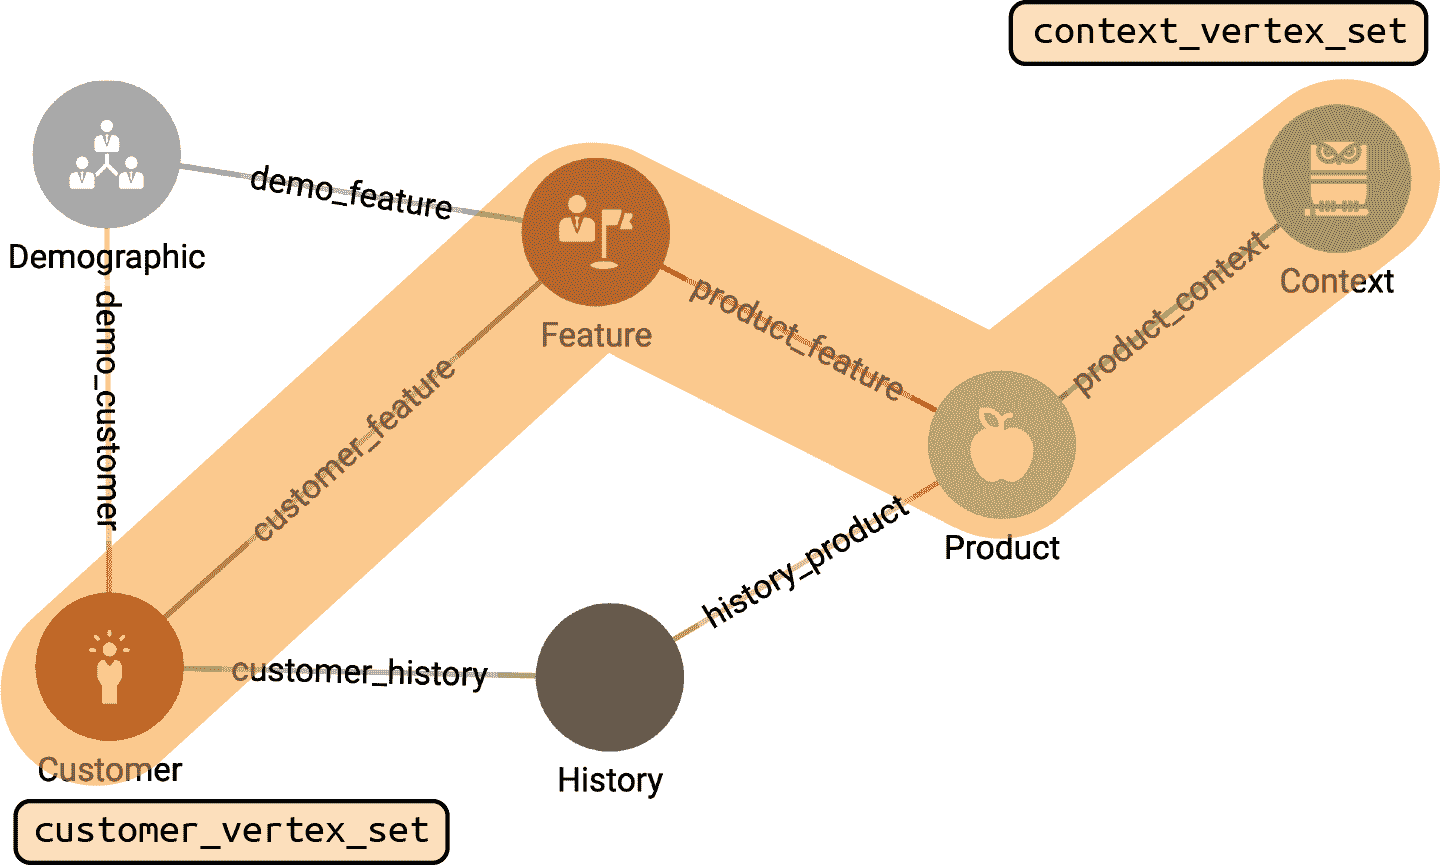 context_vertex_set
demo_feature
Demographic
Feature
product_feature
product_context
Context
demo_customer
customer_feature
history_product
Product
customer_history
Customer
History
customer_vertex_set